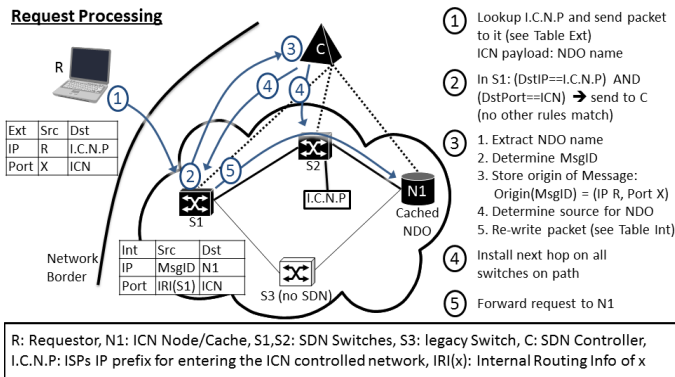 Request Processing
R
1
Ext Src Dst
IP R I.C.N.P
Port X ICN
Network
Border
3
C
4
4
2
5
S1
S2
I.C.N.P
N1
Cached
NDO
S3 (no SDN)
Int Src Dst
IP MsgID N1
Port IRI(S1) ICN
1 Lookup I.C.N.P and send packet
to it (see Table Ext)
ICN payload: NDO name
2 In S1: (DstIP==I.C.N.P) AND
(DstPort==ICN) ➔ send to C
(no other rules match)
3 1. Extract NDO name
2. Determine MsgID
3. Store origin of Message:
Origin(MsgID) = (IP R, Port X)
4. Determine source for NDO
5. Re-write packet (see Table Int)
4 Install next hop on all
switches on path
5 Forward request to N1
R: Requestor, N1: ICN Node/Cache, S1,S2: SDN Switches, S3: legacy Switch, C: SDN Controller,
I.C.N.P: ISPs IP prefix for entering the ICN controlled network, IRI(x): Internal Routing Info of x